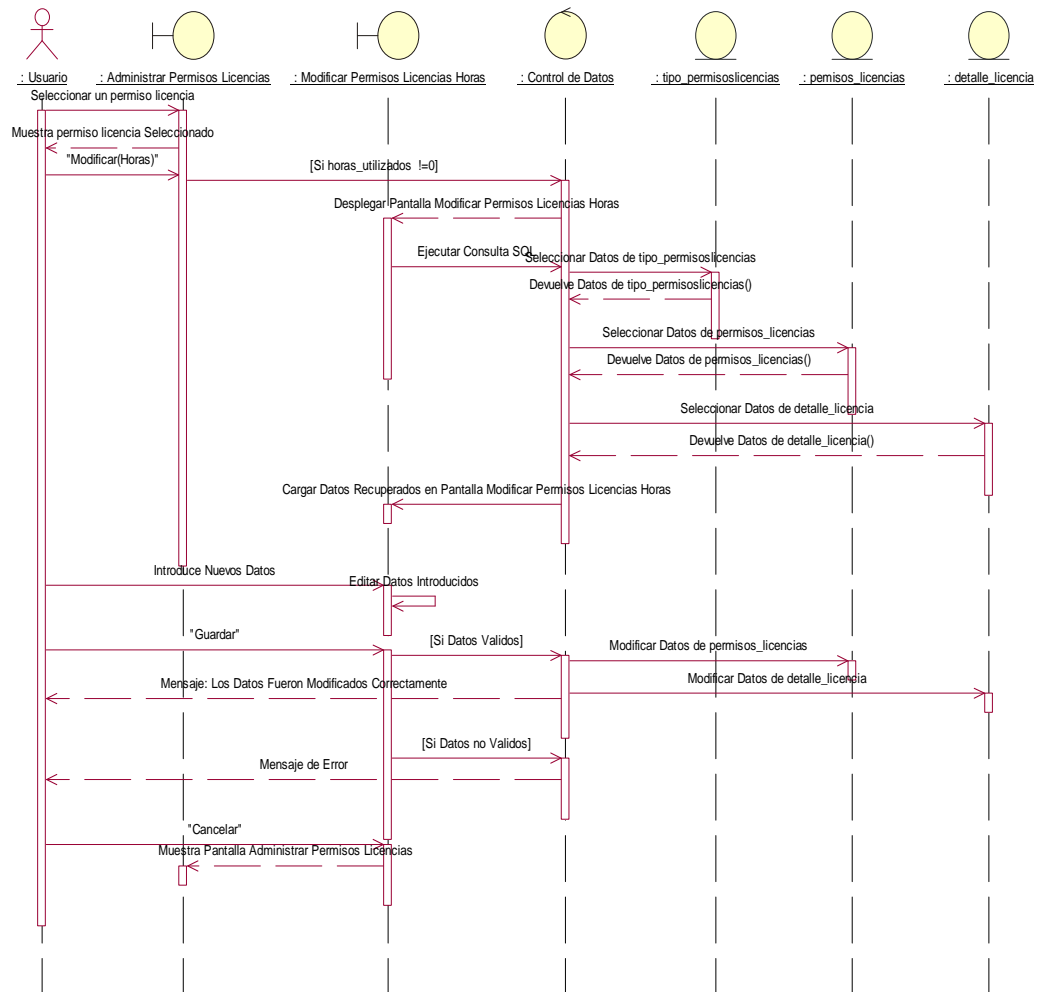 : Usuario
: Administrar Permisos Licencias
: Modificar Permisos Licencias Horas
: Control de Datos
: tipo_permisoslicencias
: pemisos_licencias
: detalle_licencia
Seleccionar un permiso licencia
Muestra permiso licencia Seleccionado
"Modificar(Horas)"
[Si horas_utilizados !=0]
Desplegar Pantalla Modificar Permisos Licencias Horas
Ejecutar Consulta SQL
Seleccionar Datos de tipo_permisoslicencias
Devuelve Datos de tipo_permisoslicencias()
Seleccionar Datos de permisos_licencias
Devuelve Datos de permisos_licencias()
Seleccionar Datos de detalle_licencia
Devuelve Datos de detalle_licencia()
Cargar Datos Recuperados en Pantalla Modificar Permisos Licencias Horas
Introduce Nuevos Datos
Editar Datos Introducidos
"Guardar"
[Si Datos Validos]
Modificar Datos de permisos_licencias
Mensaje: Los Datos Fueron Modificados Correctamente
Modificar Datos de detalle_licencia
[Si Datos no Validos]
Mensaje de Error
"Cancelar"
Muestra Pantalla Administrar Permisos Licencias